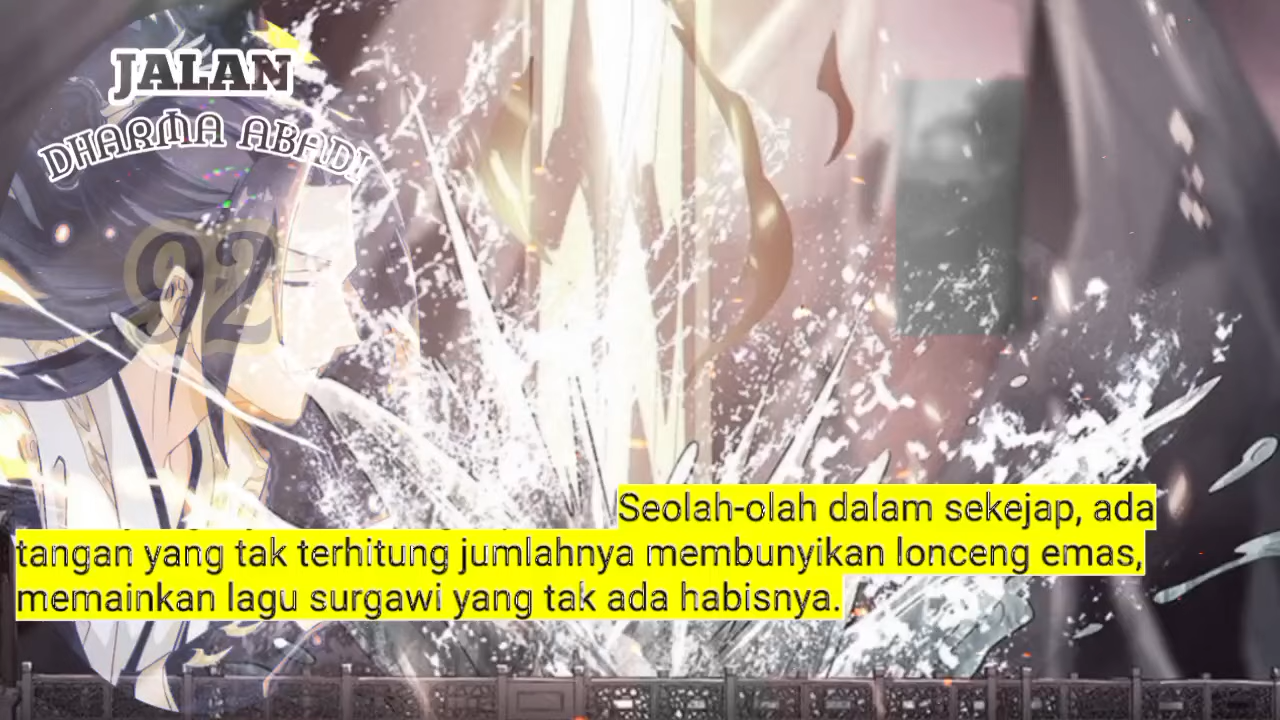 JALAN
DHARMA ABADI
92
Seolah-olah dalam sekejap, ada
tangan yang tak terhitung jumlahnya membunyikan lonceng emas,
memainkan lagu surgawi yang tak ada habisnya.